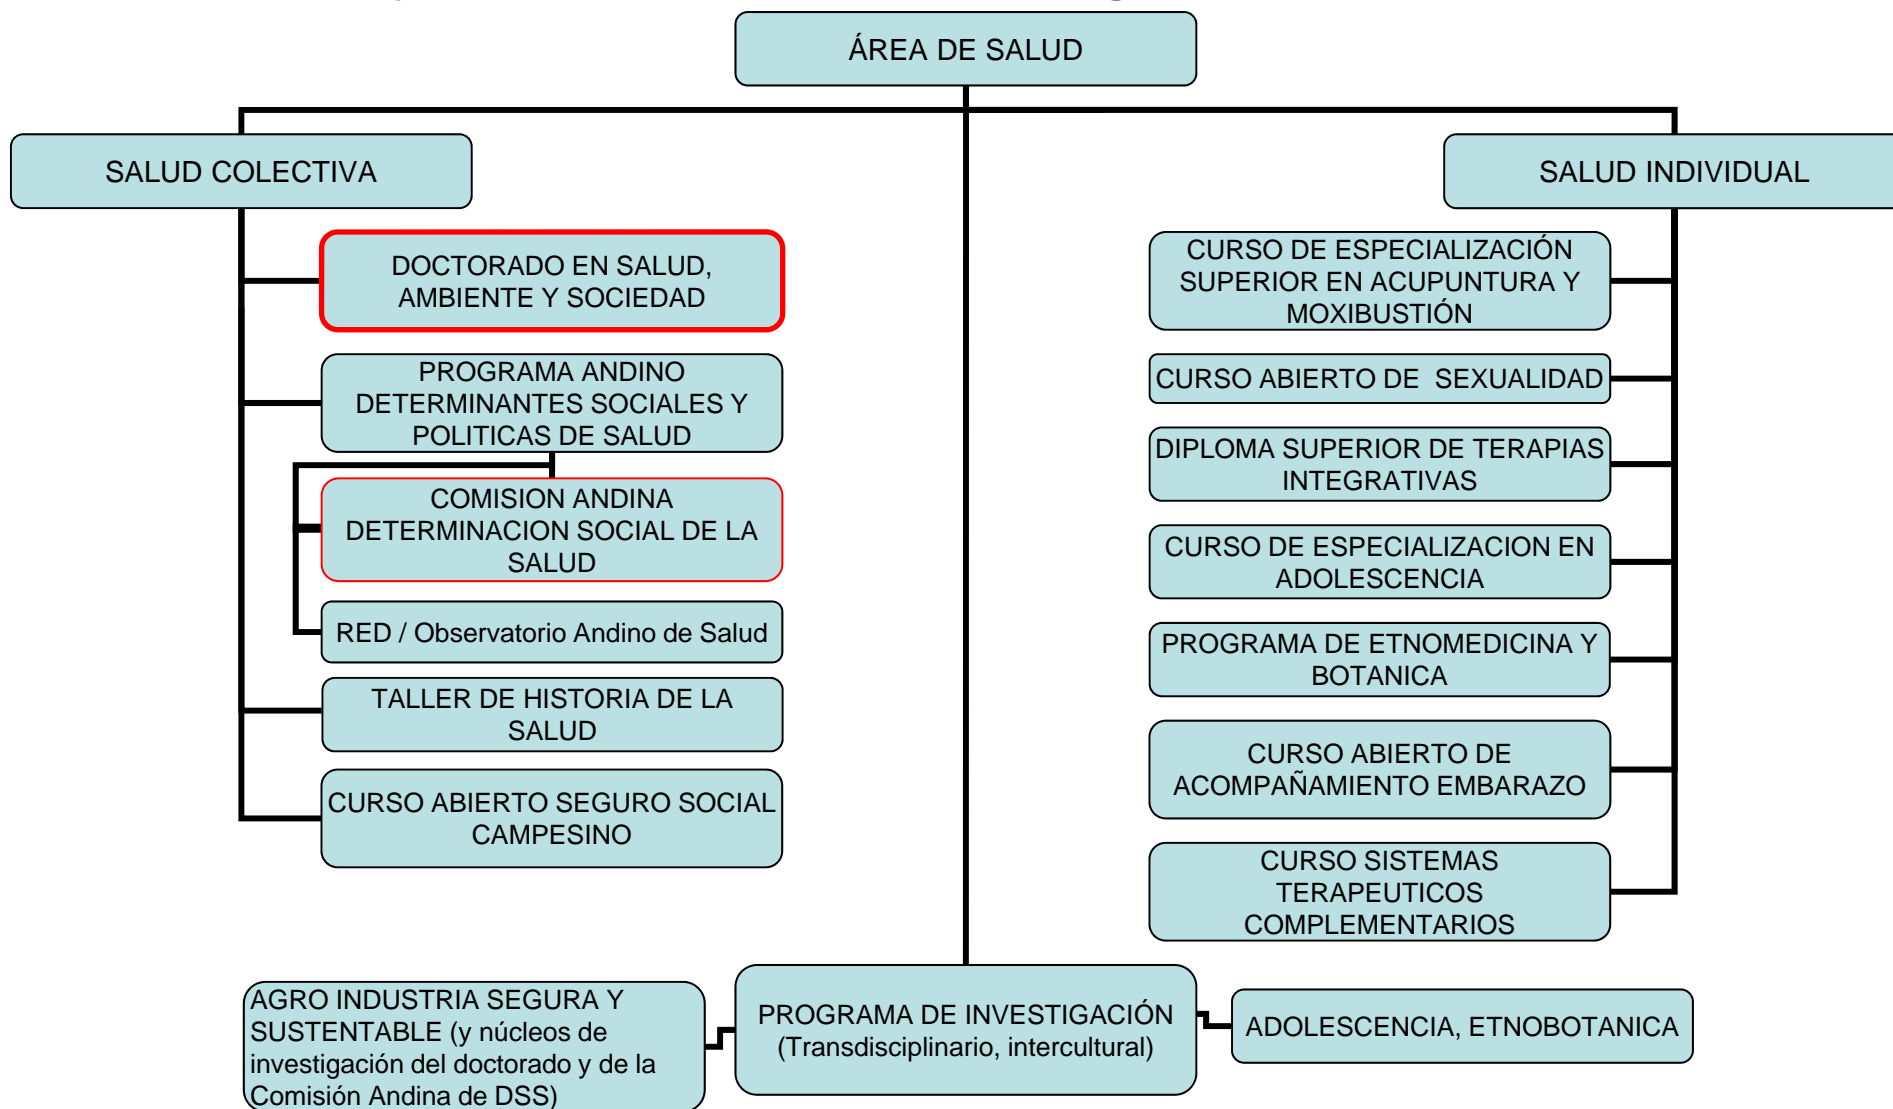 ÁREA DE SALUD
SALUD COLECTIVA
DOCTORADO EN SALUD,
AMBIENTE Y SOCIEDAD
PROGRAMA ANDINO
DETERMINANTES SOCIALES Y
POLITICAS DE SALUD
COMISION ANDINA
DETERMINACION SOCIAL DE LA
SALUD
RED / Observatorio Andino de Salud
TALLER DE HISTORIA DE LA
SALUD
CURSO ABIERTO SEGURO SOCIAL
CAMPESINO
SALUD INDIVIDUAL
CURSO DE ESPECIALIZACIÓN
SUPERIOR EN ACUPUNTURA Y
MOXIBUSTIÓN
CURSO ABIERTO DE  SEXUALIDAD
DIPLOMA SUPERIOR DE TERAPIAS
INTEGRATIVAS
CURSO DE ESPECIALIZACION EN
ADOLESCENCIA
PROGRAMA DE ETNOMEDICINA Y
BOTANICA
CURSO ABIERTO DE
ACOMPAÑAMIENTO EMBARAZO
CURSO SISTEMAS
TERAPEUTICOS
COMPLEMENTARIOS
AGRO INDUSTRIA SEGURA Y
SUSTENTABLE (y núcleos de
investigación del doctorado y de la
Comisión Andina de DSS)
PROGRAMA DE INVESTIGACIÓN
(Transdisciplinario, intercultural)
ADOLESCENCIA, ETNOBOTANICA